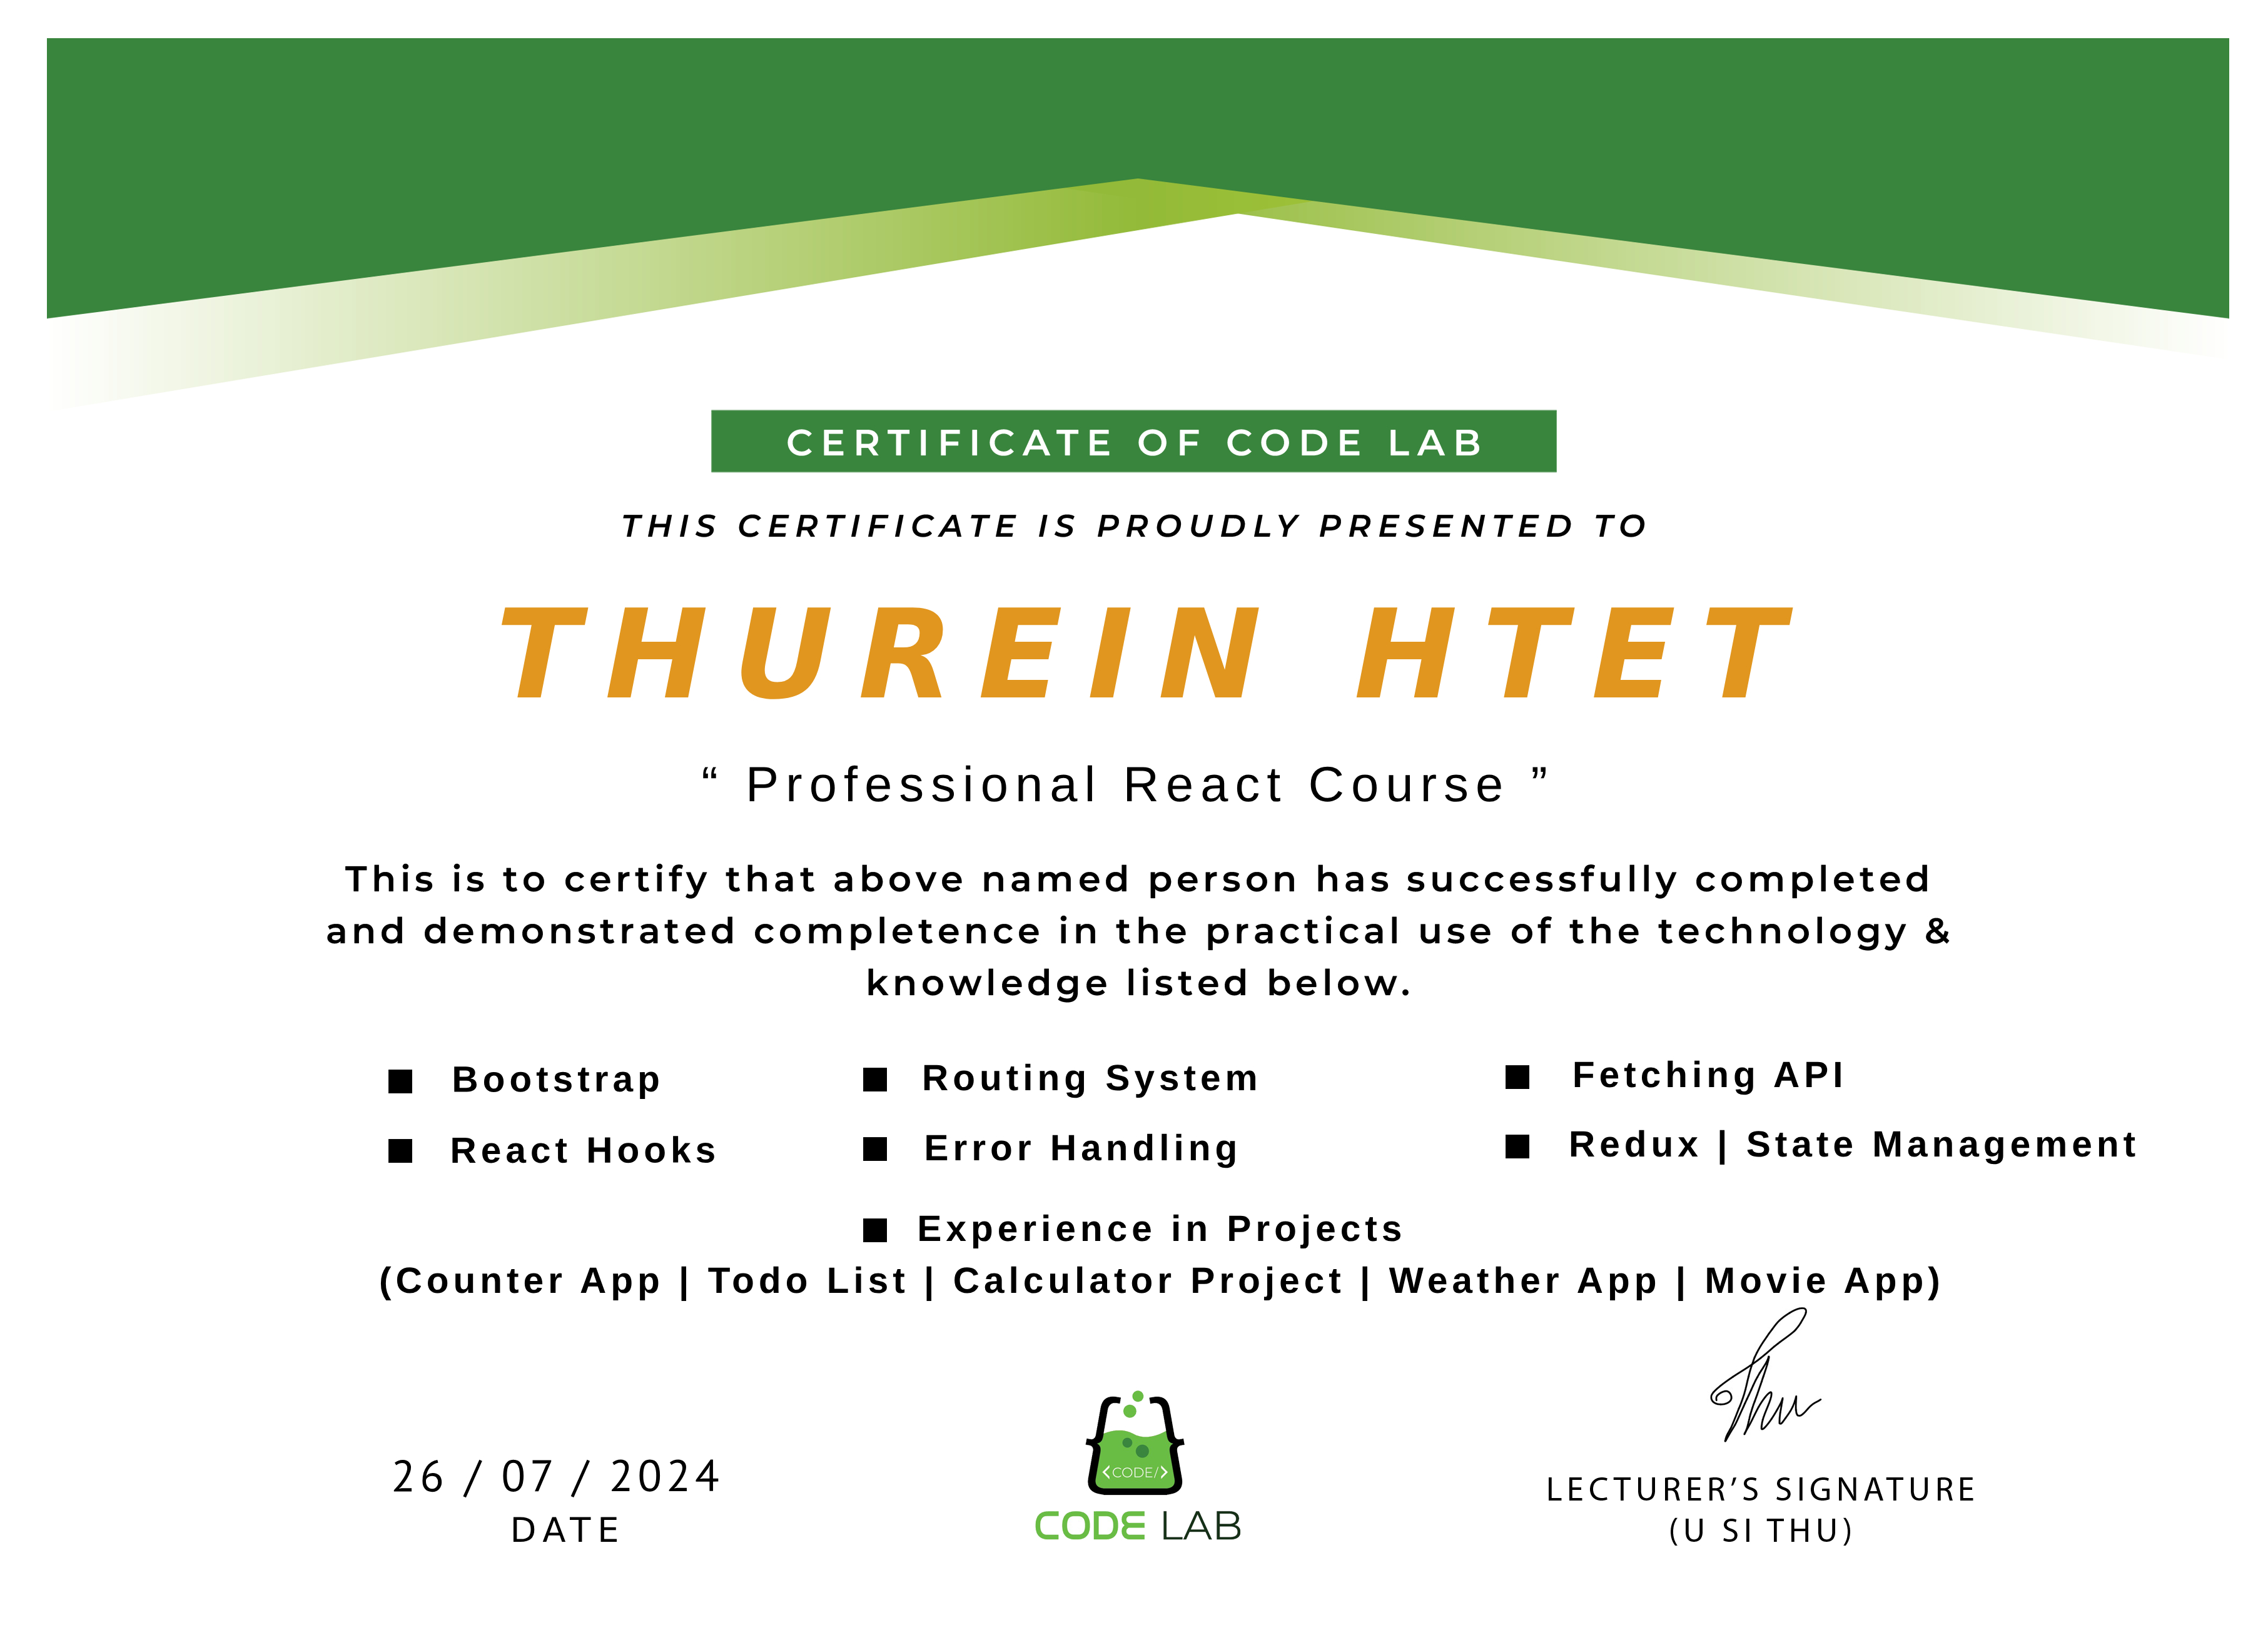 CERTIFICATE OF CODE LAB
THIS CERTIFICATE IS PROUDLY PRESENTED TO
THUREIN HTET
“ Professional React Course ”
This is to certify that above named person has successfully completed
and demonstrated completence in the practical use of the technology &
knowledge listed below.
■ Bootstrap
■ Routing System
■ Fetching API
■ React Hooks
■ Error Handling
■ Redux | State Management
■ Experience in Projects
(Counter App | Todo List | Calculator Project | Weather App | Movie App)
Thu
26 / 07 / 2024
DATE
<CODE/>
CODE LAB
LECTURER’S SIGNATURE
(U SI THU)